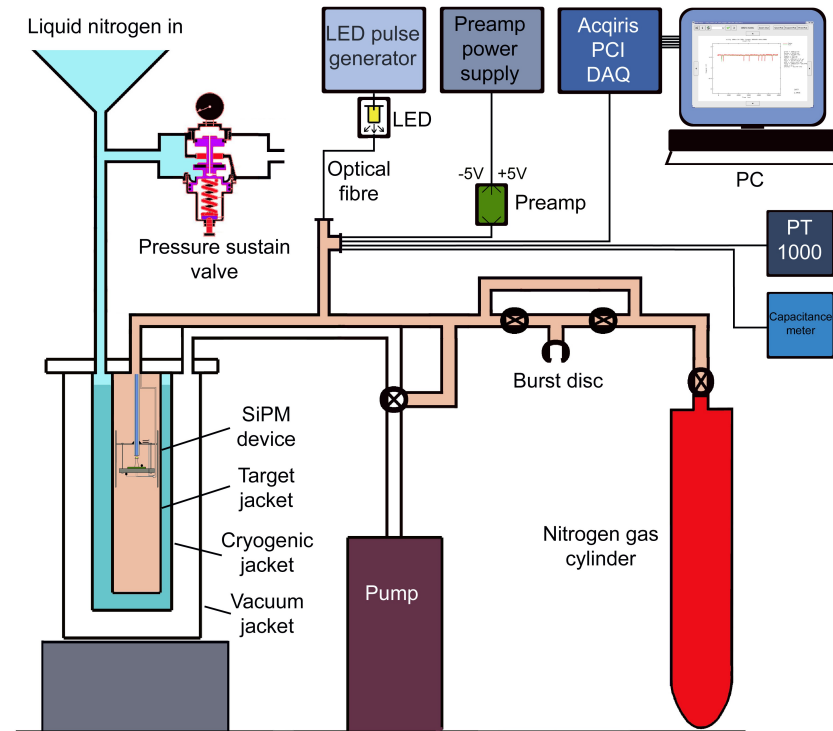 Liquid nitrogen in
LED pulse
generator
Preamp
power
supply
Acqiris
PCI
DAQ
LED
PC
Optical
fibre
-5V
+5V
Preamp
Pressure sustain
valve
PT
1000
Capacitance
meter
Burst disc
SiPM
device
Target
jacket
Cryogenic
jacket
Vacuum
jacket
Nitrogen gas
cylinder
Pump